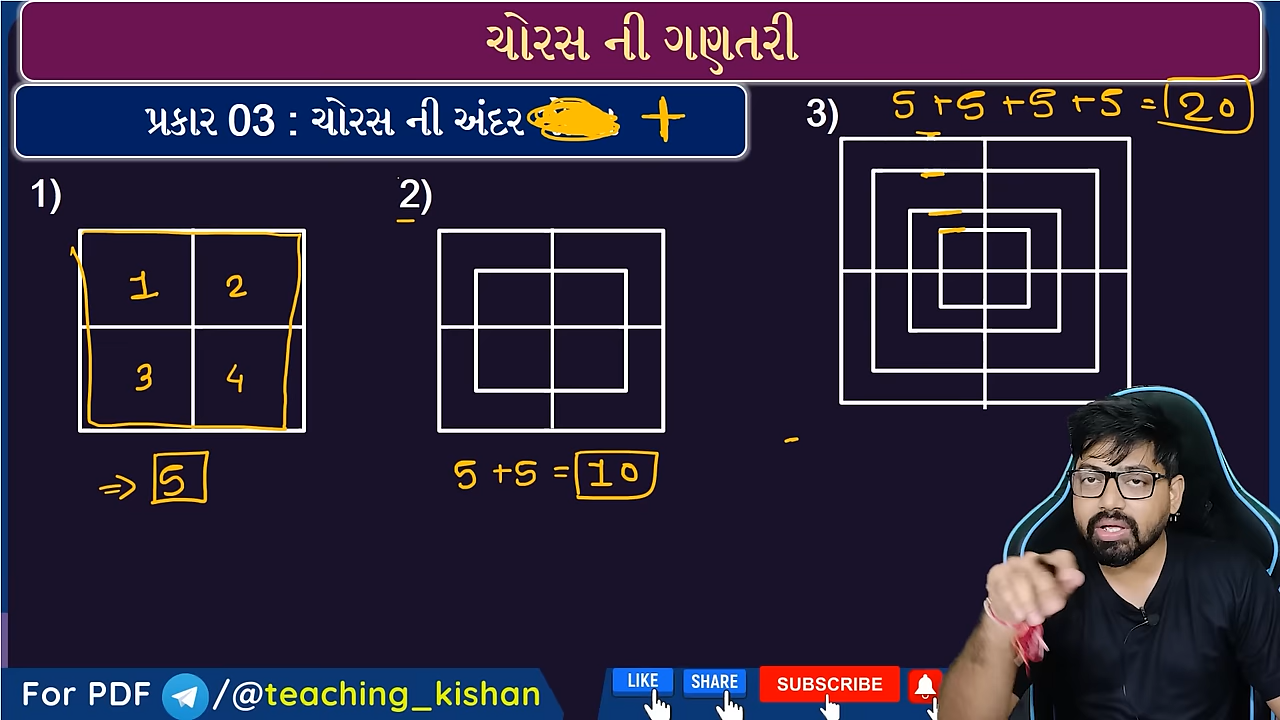 ચોરસ ની ગણતરી
પ્રકાર 03 : ચોરસ ની અંદર +
1)
1 2
3 4
⇒ 5
2)
5 + 5 = 10
3)
5 + 5 + 5 + 5 = 20
For PDF /@teaching_kishan
LIKE SHARE SUBSCRIBE